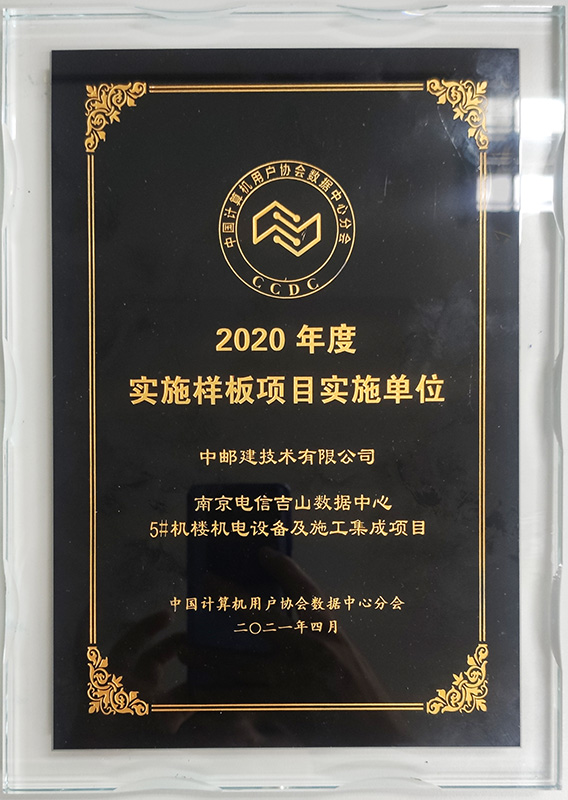 中国计算机用户协会数据中心分会
CCDC
2020 年度
实施样板项目实施单位
中邮建技术有限公司
南京电信吉山数据中心
5#机楼机电设备及施工集成项目
中国计算机用户协会数据中心分会
二〇二一年四月